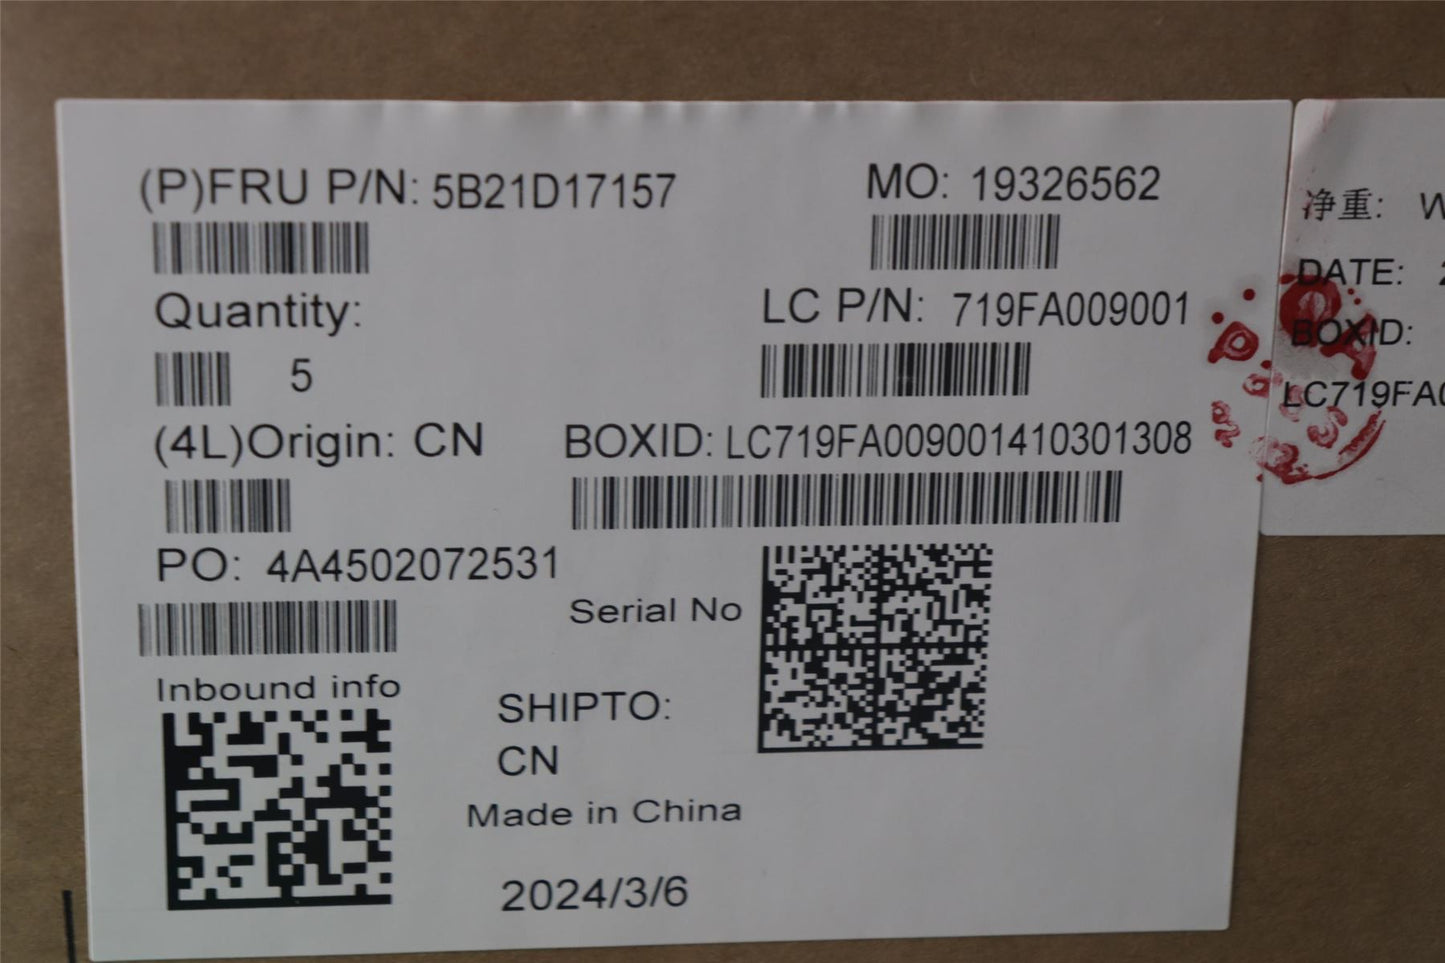 (P)FRU P/N: 5B21D17157
MO: 19326562
Quantity:
5
LC P/N: 719FA009001
(4L)Origin: CN
BOXID: LC719FA009001410301308
PO: 4A4502072531
Serial No
Inbound info
SHIPTO:
CN
Made in China
2024/3/6
净重:
DATE:
BOXID:
LC719FA0